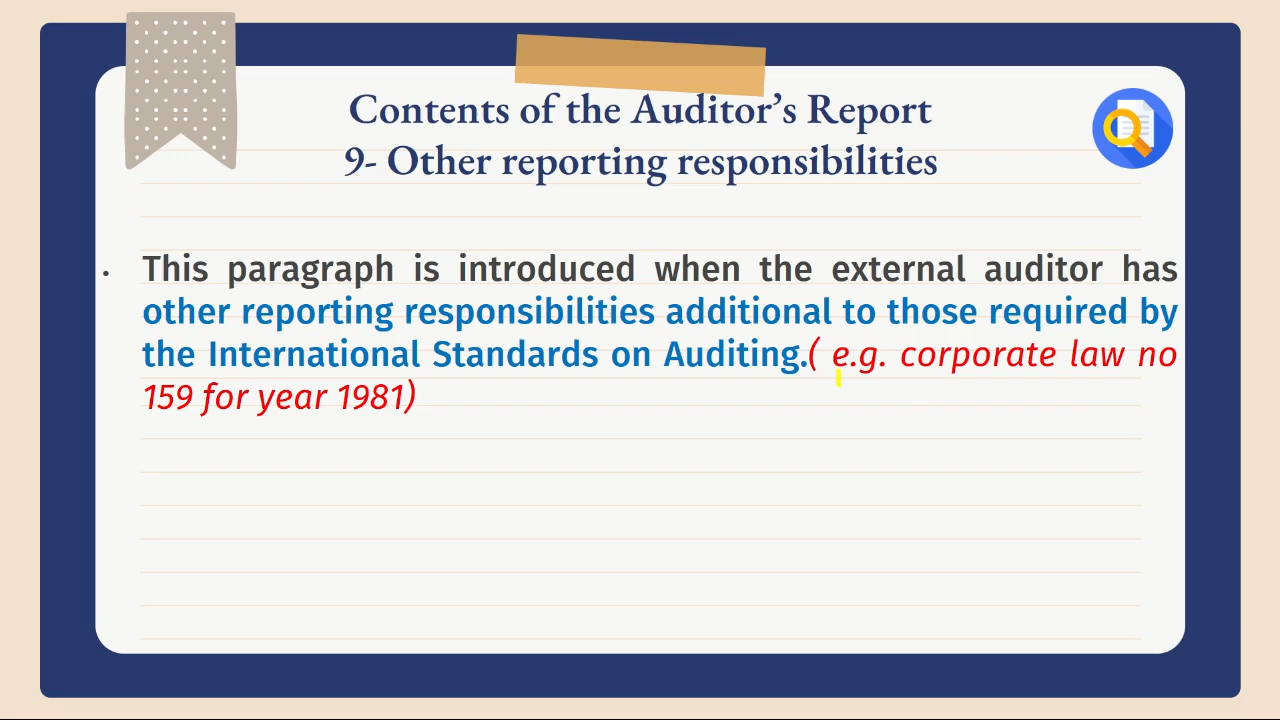 Contents of the Auditor’s Report
9- Other reporting responsibilities
• This paragraph is introduced when the external auditor has
other reporting responsibilities additional to those required by
the International Standards on Auditing.( e.g. corporate law no
159 for year 1981)